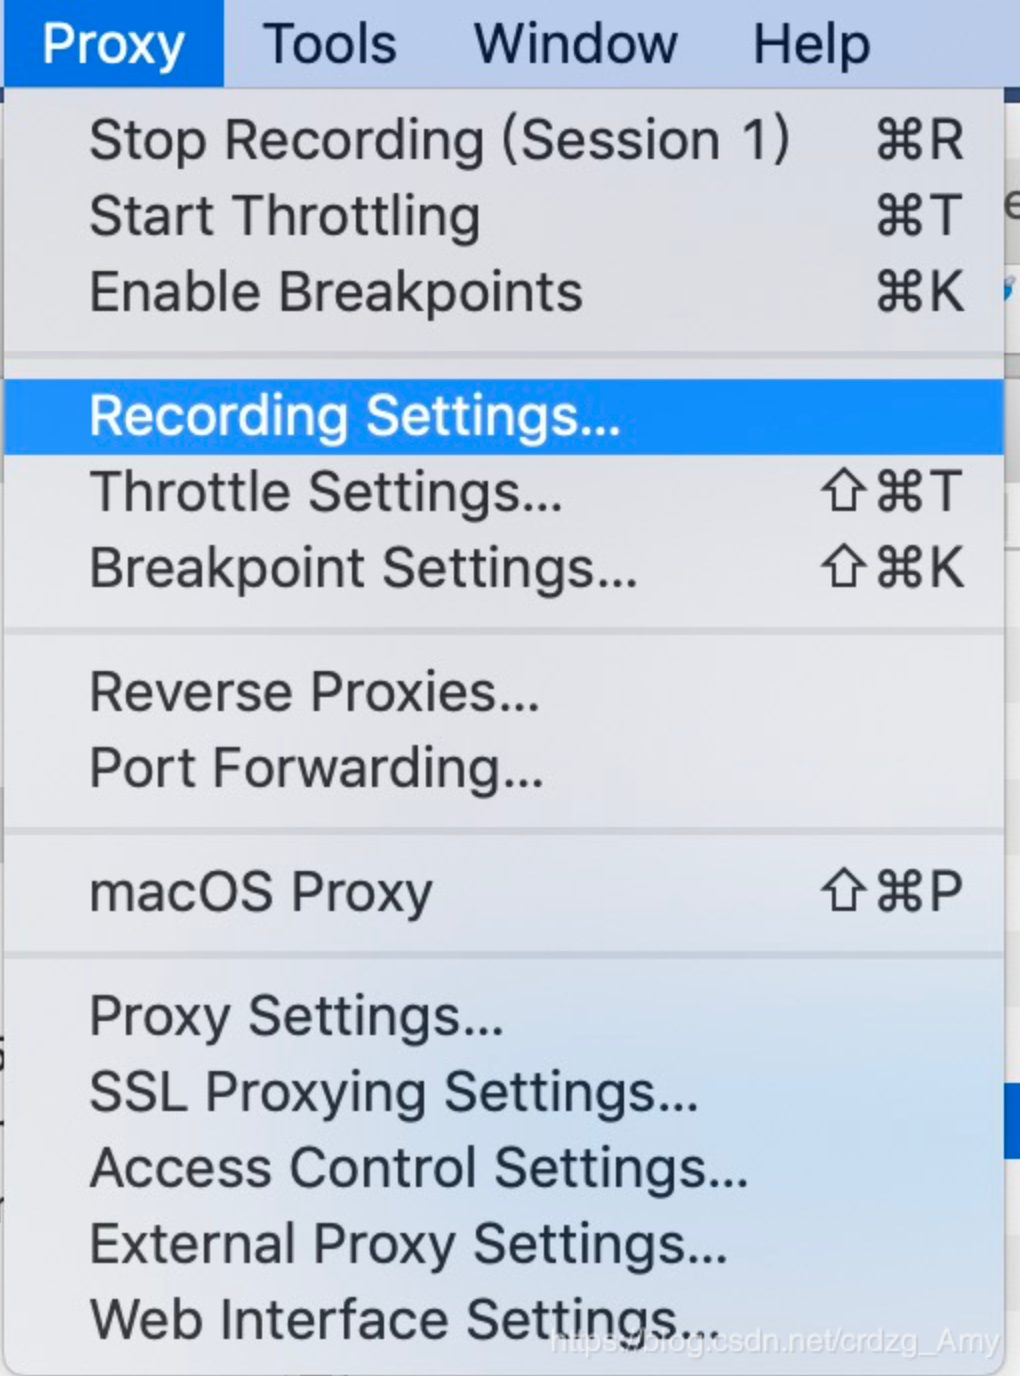 Proxy Tools Window Help
Stop Recording (Session 1) ⌘R
Start Throttling ⌘T
Enable Breakpoints ⌘K
Recording Settings...
Throttle Settings... ⇧⌘T
Breakpoint Settings... ⇧⌘K
Reverse Proxies...
Port Forwarding...
macOS Proxy ⇧⌘P
Proxy Settings...
SSL Proxying Settings...
Access Control Settings...
External Proxy Settings...
Web Interface Settings...
https://blog.csdn.net/crdzg_Amy